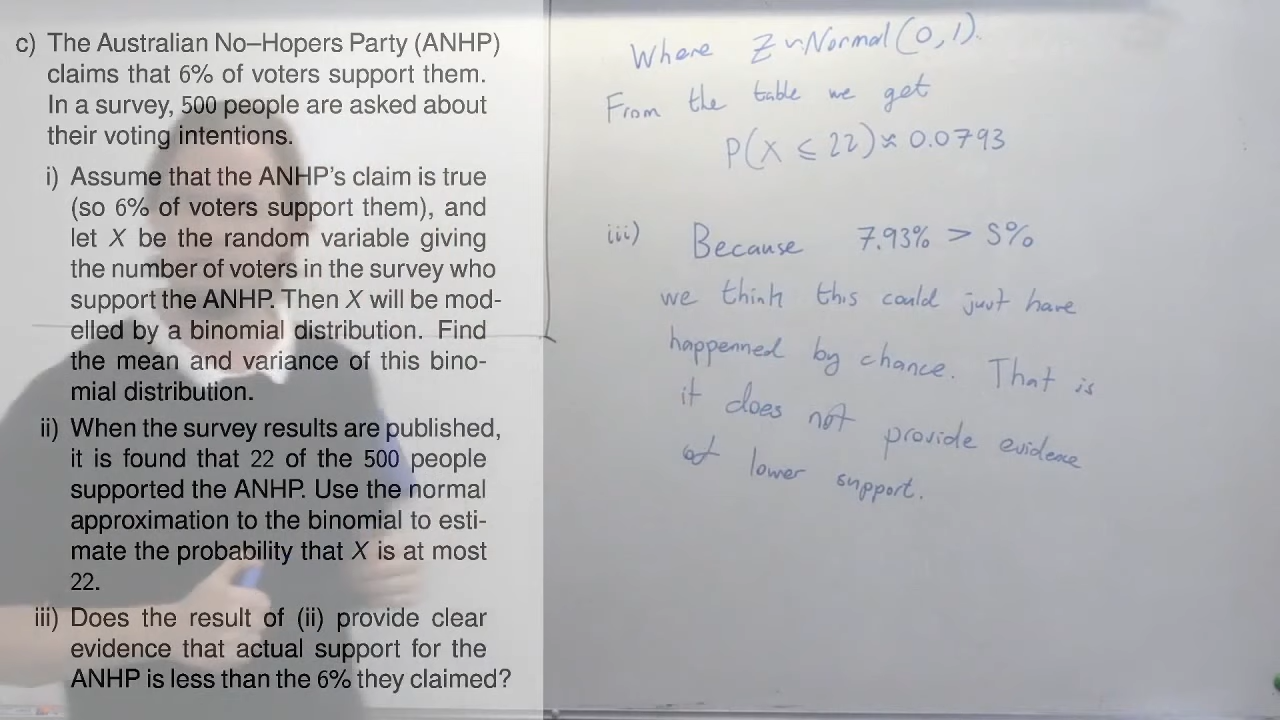 c) The Australian No–Hopers Party (ANHP)
claims that 6% of voters support them.
In a survey, 500 people are asked about
their voting intentions.
i) Assume that the ANHP's claim is true
(so 6% of voters support them), and
let X be the random variable giving
the number of voters in the survey who
support the ANHP. Then X will be mod-
elled by a binomial distribution. Find
the mean and variance of this bino-
mial distribution.
ii) When the survey results are published,
it is found that 22 of the 500 people
supported the ANHP. Use the normal
approximation to the binomial to esti-
mate the probability that X is at most
22.
iii) Does the result of (ii) provide clear
evidence that actual support for the
ANHP is less than the 6% they claimed?
Where Z ~ Normal (0,1).
From the table we get
P(X ≤ 22) ≈ 0.0793
iii) Because 7.93% > 5%
we think this could just have
happenned by chance. That is
it does not provide evidence
of lower support.